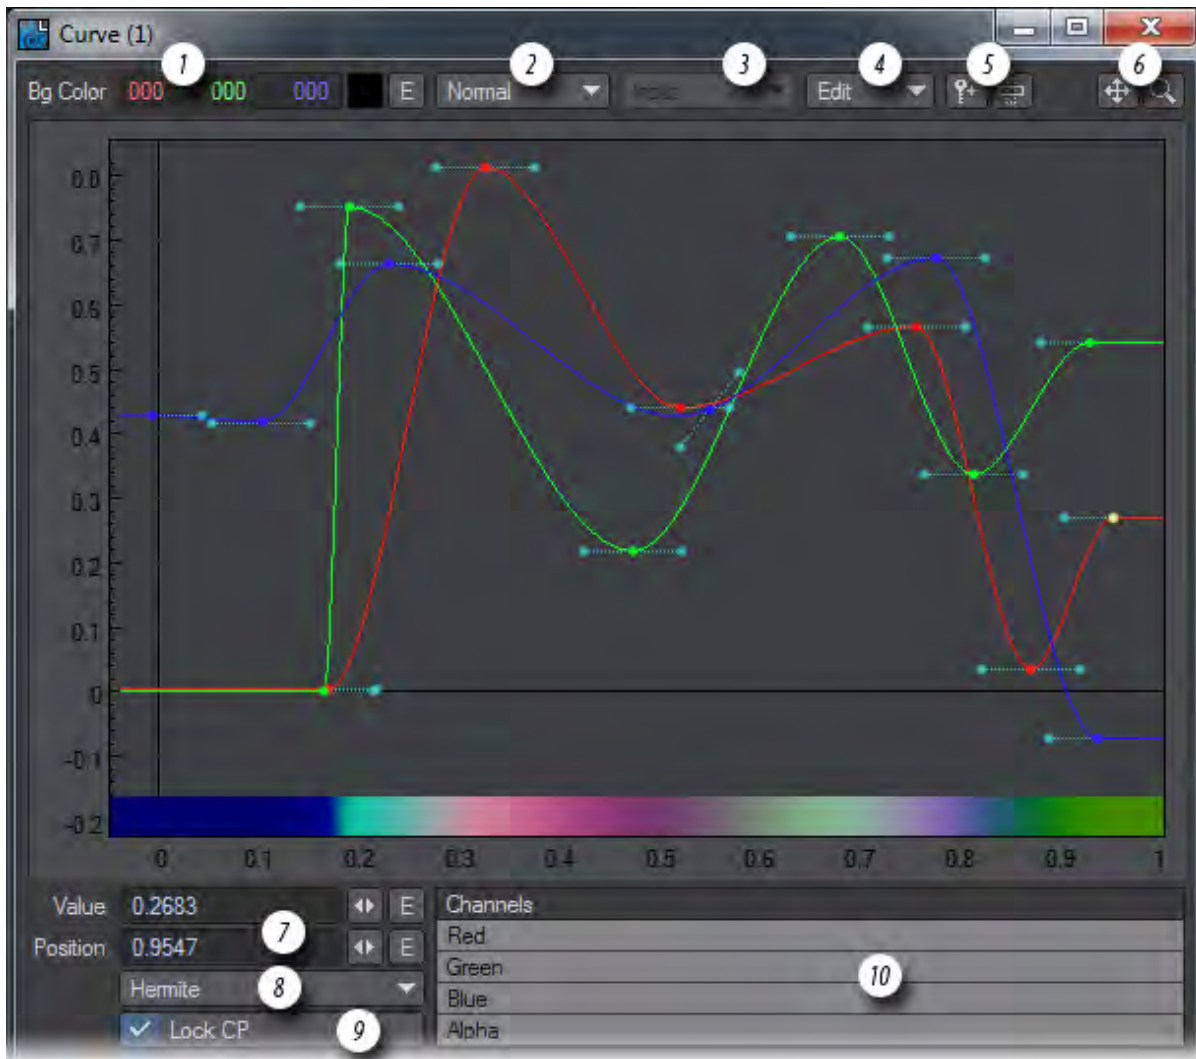 Curve (1)
1 2 3 4 5 6
Bg Color 000 000 000 E Normal Edit
0.8
0.7
0.6
0.5
0.4
0.3
0.2
0.1
0
-0.1
-0.2
0 0.1 0.2 0.3 0.4 0.5 0.6 0.7 0.8 0.9 1
Value 0.2683 E
Position 0.9547 E
7
Hermite 8
Lock CP 9
Channels
Red
Green
Blue
Alpha
10